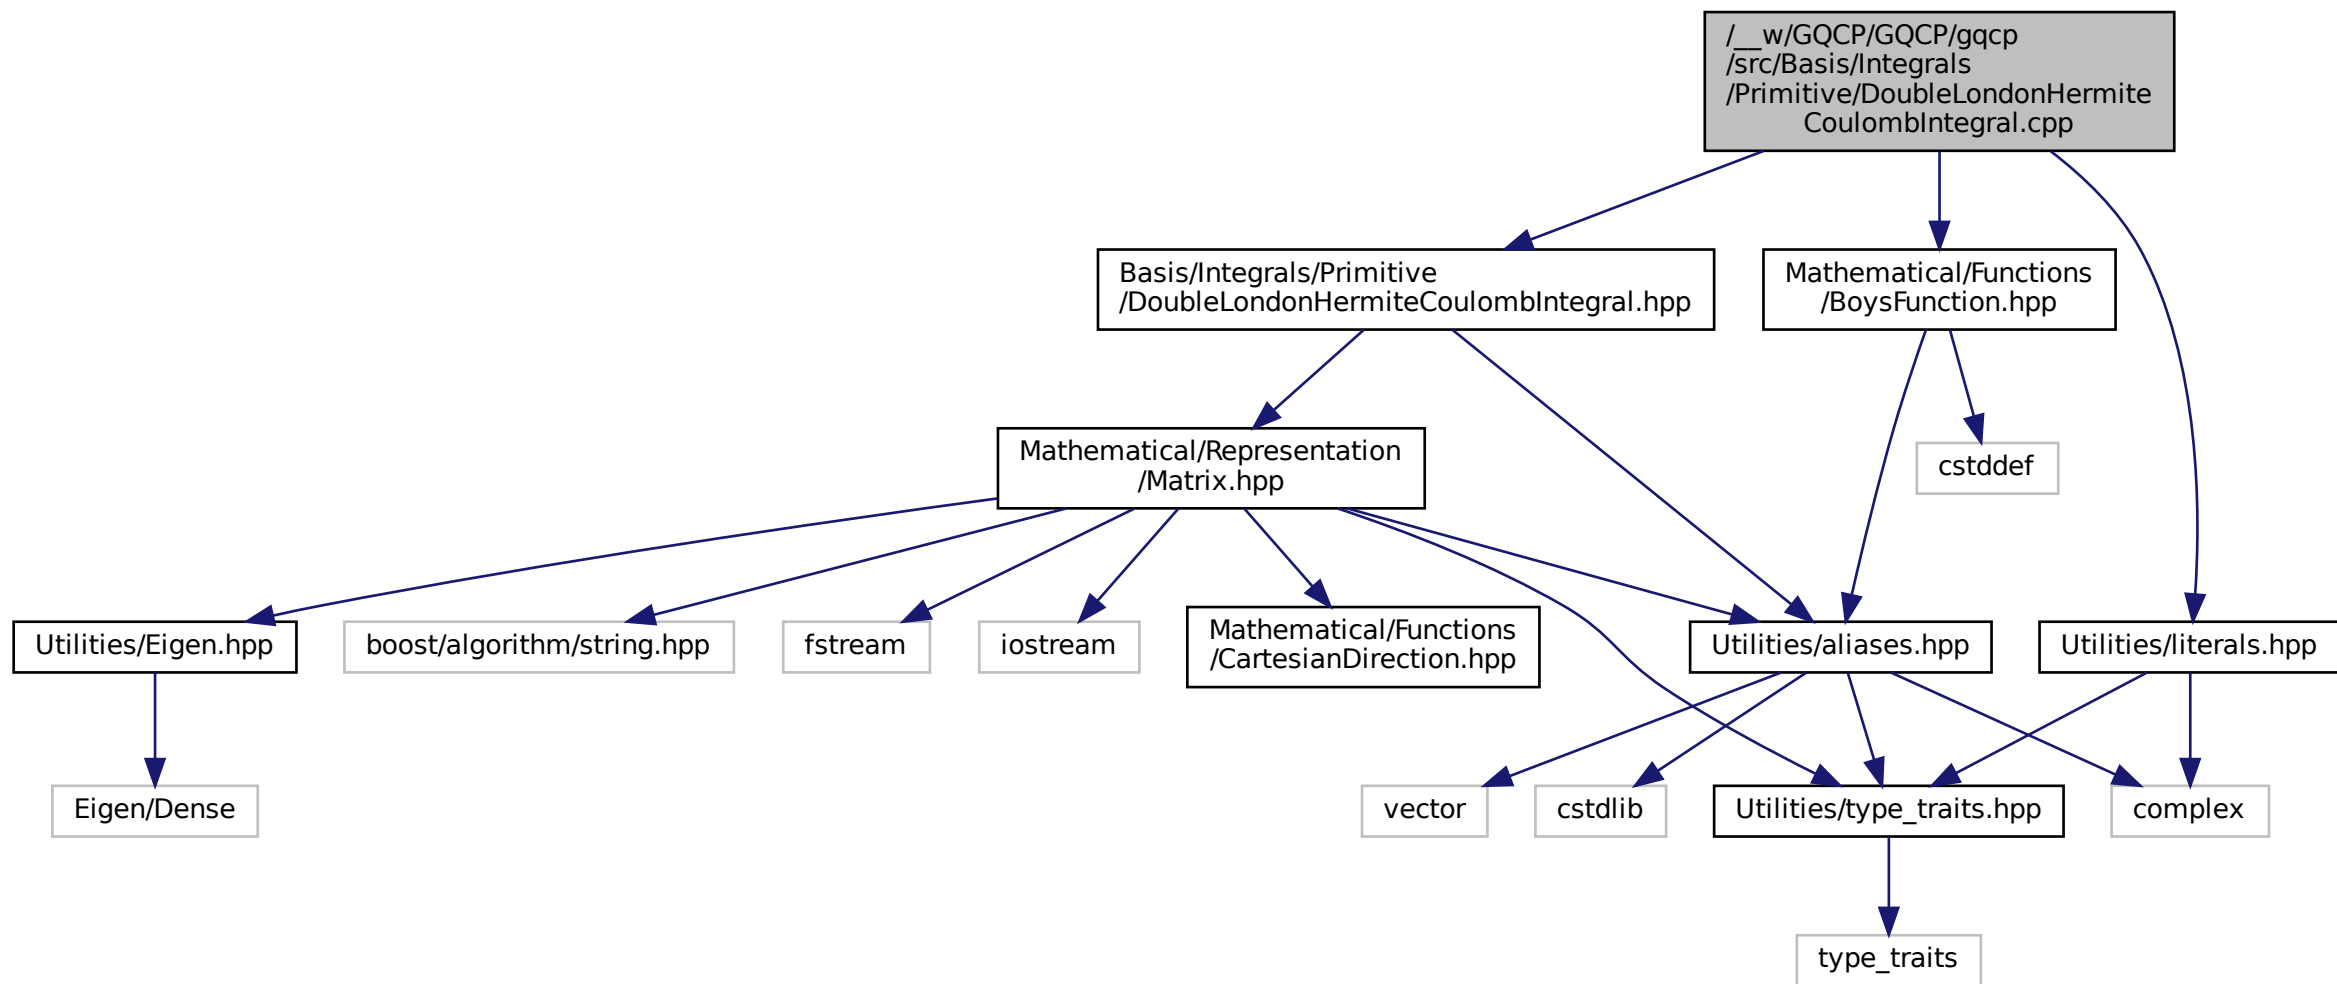 /__w/GQCP/GQCP/gqcp
/src/Basis/Integrals
/Primitive/DoubleLondonHermite
CoulombIntegral.cpp
Basis/Integrals/Primitive
/DoubleLondonHermiteCoulombIntegral.hpp
Mathematical/Functions
/BoysFunction.hpp
Mathematical/Representation
/Matrix.hpp
cstddef
Utilities/Eigen.hpp
boost/algorithm/string.hpp
fstream
iostream
Mathematical/Functions
/CartesianDirection.hpp
Utilities/aliases.hpp
Utilities/literals.hpp
Eigen/Dense
vector
cstdlib
Utilities/type_traits.hpp
complex
type_traits